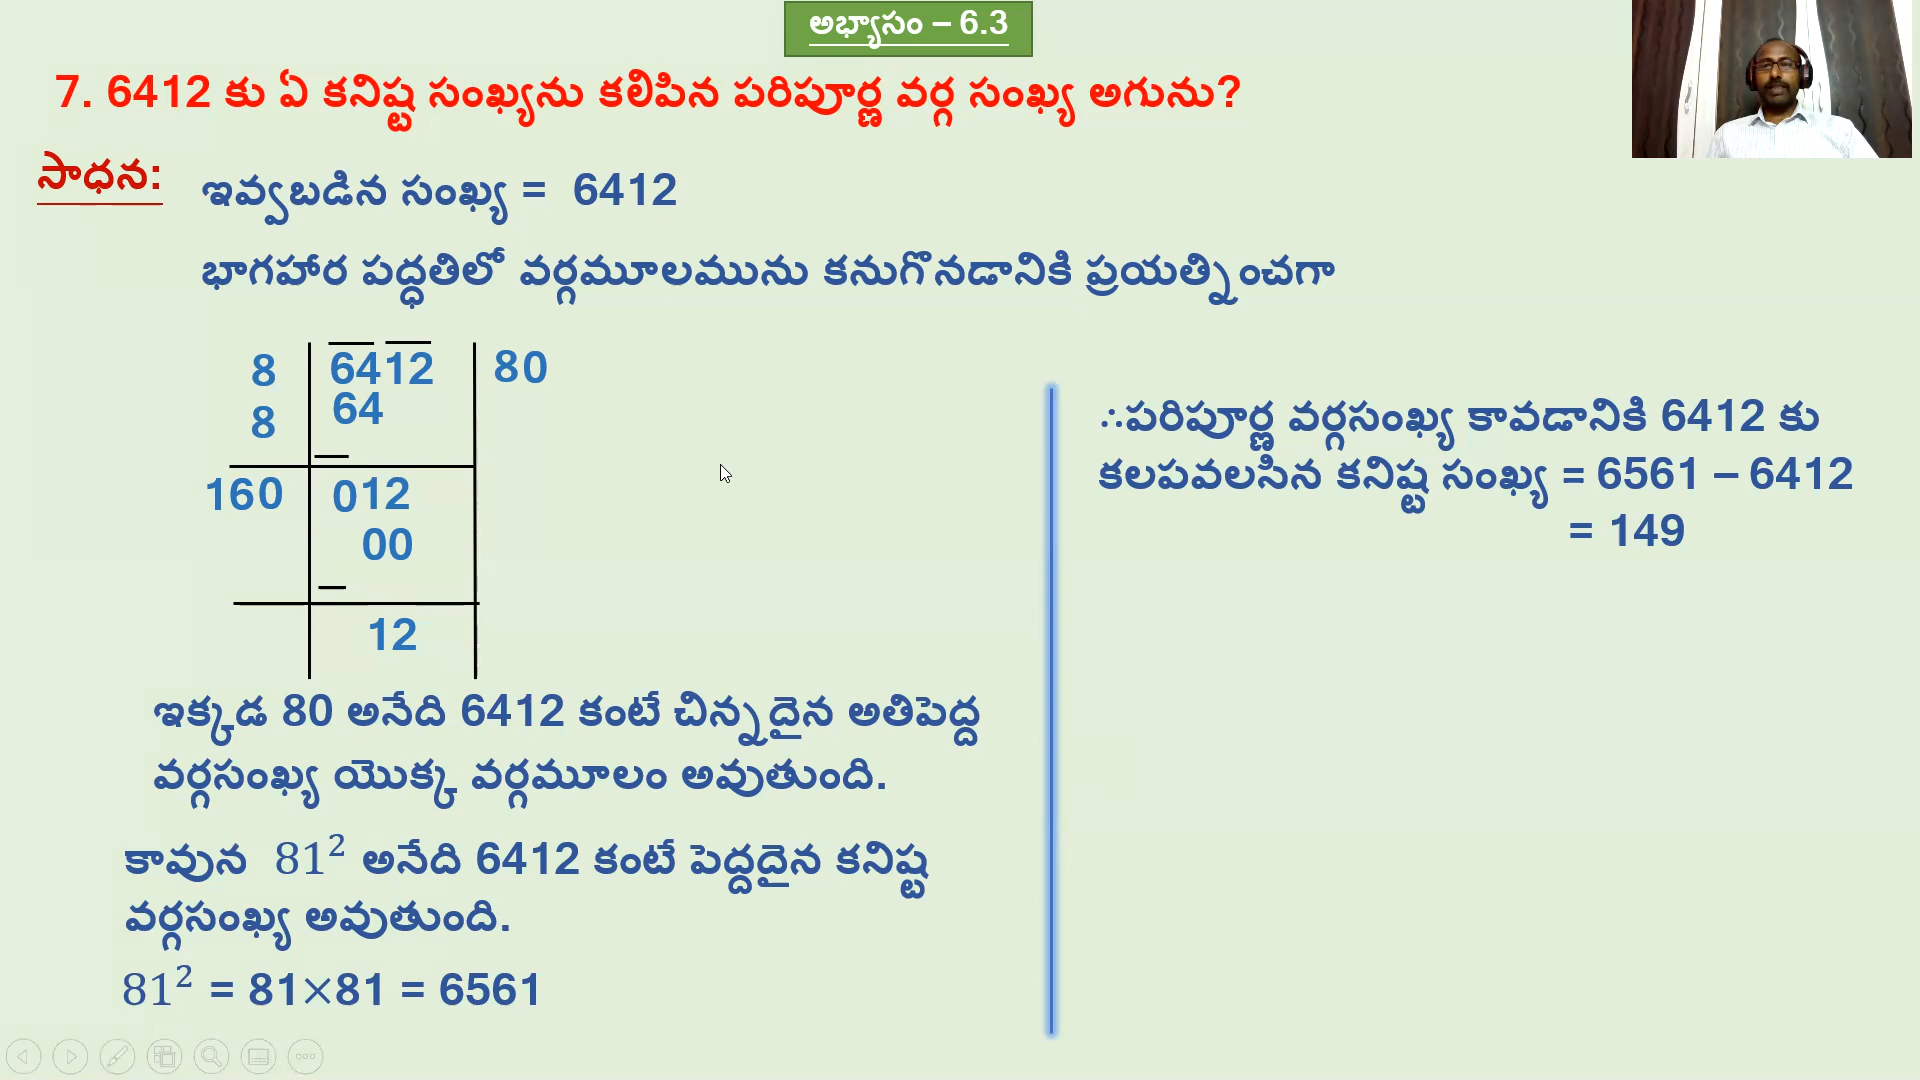 అభ్యాసం – 6.3
7. 6412 కు ఏ కనిష్ట సంఖ్యను కలిపిన పరిపూర్ణ వర్గ సంఖ్య అగును?
సాధన:
ఇవ్వబడిన సంఖ్య = 6412
భాగహార పద్ధతిలో వర్గమూలమును కనుగొనడానికి ప్రయత్నించగా
8 6412 80
8 64
–
160 012
00
–
12
ఇక్కడ 80 అనేది 6412 కంటే చిన్నదైన అతిపెద్ద
వర్గసంఖ్య యొక్క వర్గమూలం అవుతుంది.
కావున 81² అనేది 6412 కంటే పెద్దదైన కనిష్ట
వర్గసంఖ్య అవుతుంది.
81² = 81×81 = 6561
∴పరిపూర్ణ వర్గసంఖ్య కావడానికి 6412 కు
కలపవలసిన కనిష్ట సంఖ్య = 6561 – 6412
= 149